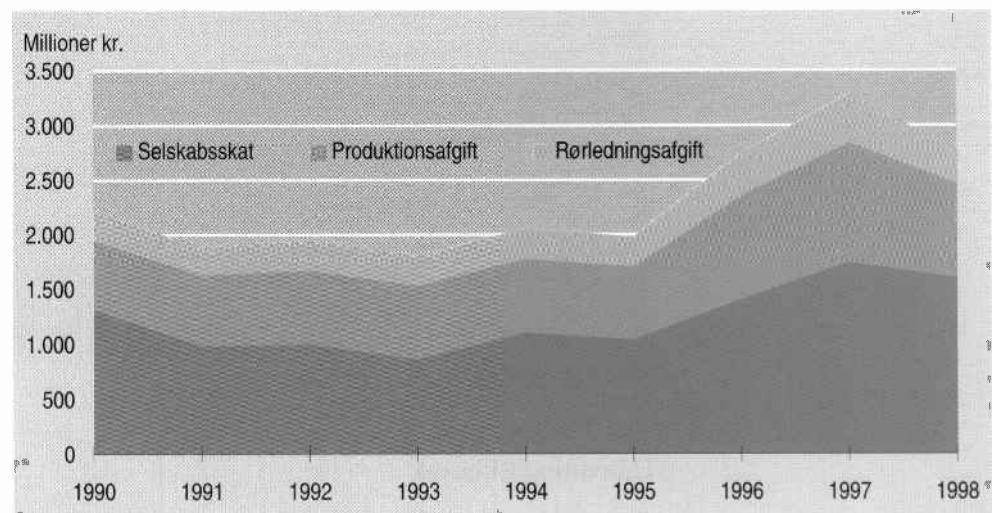 Millioner kr.
3.500
3.000
Selskabsskat Produktionsafgift Rørledningsafgift
2.500
2.000
1.500
1.000
500
0
1990 1991 1992 1993 1994 1995 1996 1997 1998